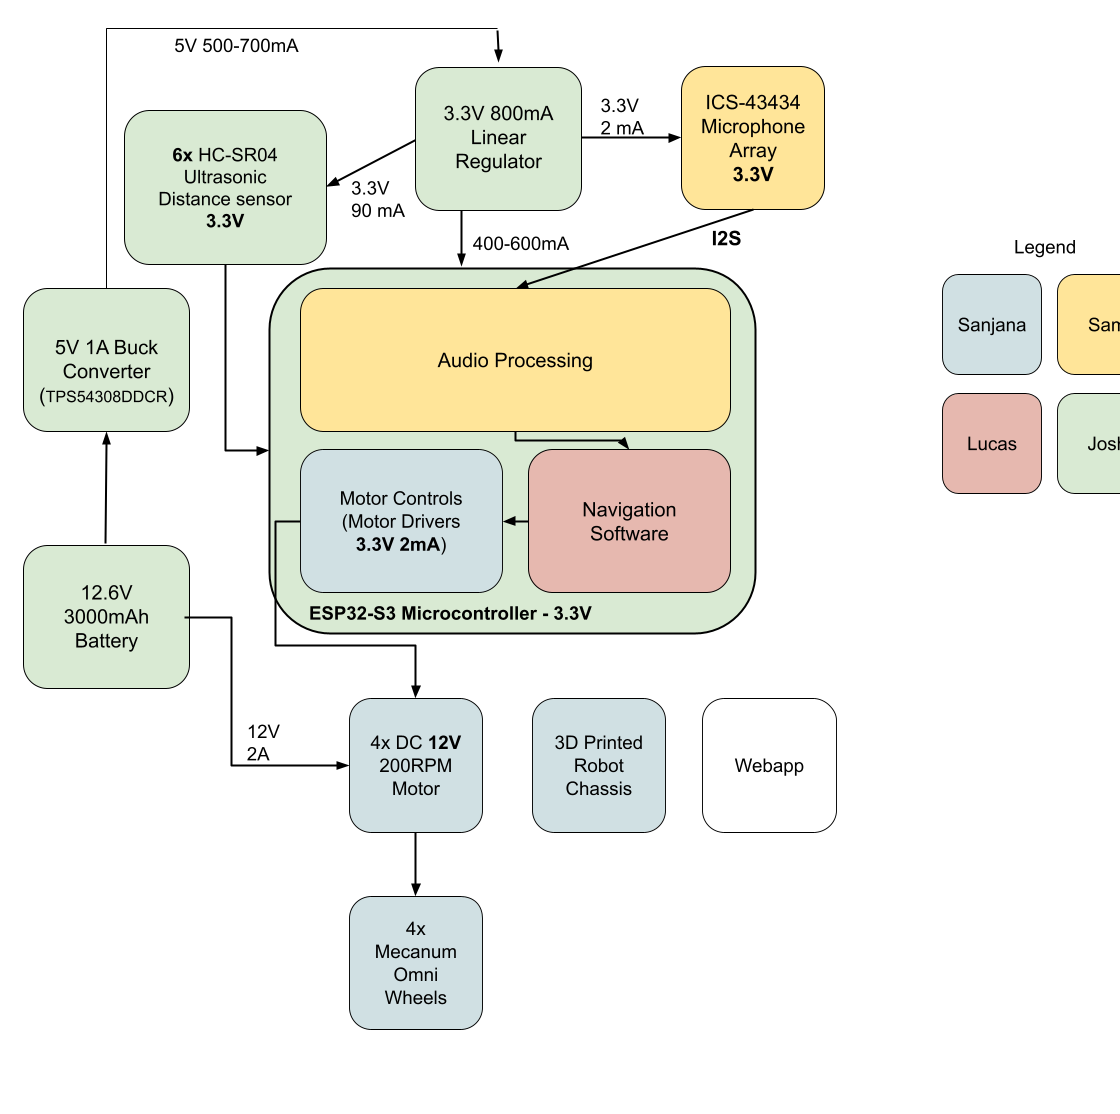 5V 500-700mA
3.3V 800mA
Linear
Regulator
3.3V
2 mA
ICS-43434
Microphone
Array
3.3V
6x HC-SR04
Ultrasonic
Distance sensor
3.3V
3.3V
90 mA
400-600mA
I2S
Legend
Sanjana
Sam
Lucas
Josh
5V 1A Buck
Converter
(TPS54308DDCR)
Audio Processing
Motor Controls
(Motor Drivers
3.3V 2mA)
Navigation
Software
ESP32-S3 Microcontroller - 3.3V
12.6V
3000mAh
Battery
12V
2A
4x DC 12V
200RPM
Motor
3D Printed
Robot
Chassis
Webapp
4x
Mecanum
Omni
Wheels